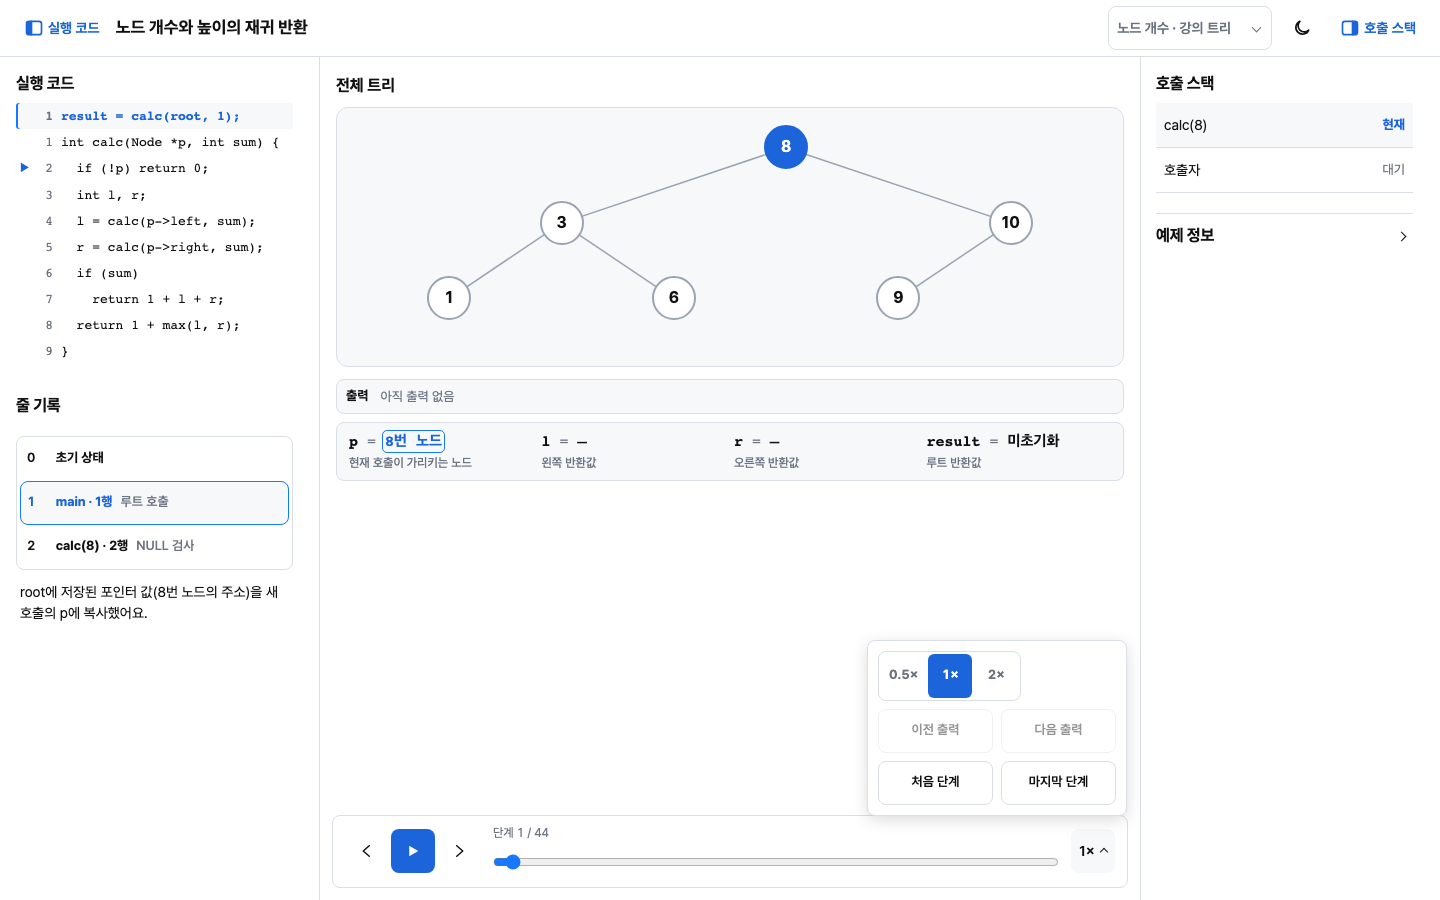 실행 코드
노드 개수와 높이의 재귀 반환
노드 개수 · 강의 트리
호출 스택
실행 코드
1 result = calc(root, 1);
1 int calc(Node *p, int sum) {
2 if (!p) return 0;
3 int l, r;
4 l = calc(p->left, sum);
5 r = calc(p->right, sum);
6 if (sum)
7 return 1 + l + r;
8 return 1 + max(l, r);
9 }
줄 기록
0 초기 상태
1 main · 1행 루트 호출
2 calc(8) · 2행 NULL 검사
root에 저장된 포인터 값(8번 노드의 주소)을 새
호출의 p에 복사했어요.
전체 트리
8
3 10
1 6 9
출력 아직 출력 없음
p = 8번 노드 l = — r = — result = 미초기화
현재 호출이 가리키는 노드 왼쪽 반환값 오른쪽 반환값 루트 반환값
0.5× 1× 2×
이전 출력 다음 출력
처음 단계 마지막 단계
단계 1 / 44
1×
호출 스택
calc(8) 현재
호출자 대기
예제 정보